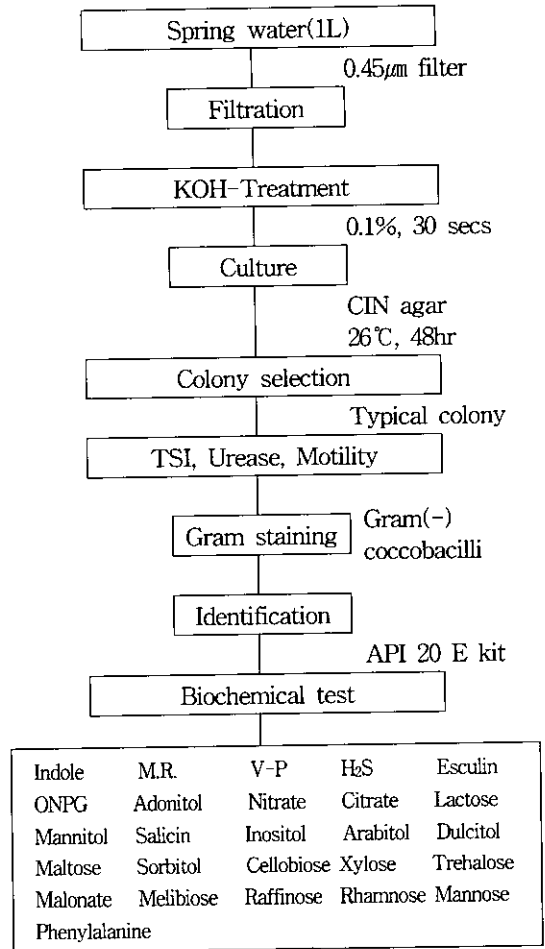 Spring water(1L)
0.45㎛ filter
Filtration
KOH-Treatment
0.1%, 30 secs
Culture
CIN agar
26℃, 48hr
Colony selection
Typical colony
TSI, Urease, Motility
Gram staining
Gram(-)
coccobacilli
Identification
API 20 E kit
Biochemical test
Indole M.R. V-P H₂S Esculin
ONPG Adonitol Nitrate Citrate Lactose
Mannitol Salicin Inositol Arabitol Dulcitol
Maltose Sorbitol Cellobiose Xylose Trehalose
Malonate Melibiose Raffinose Rhamnose Mannose
Phenylalanine